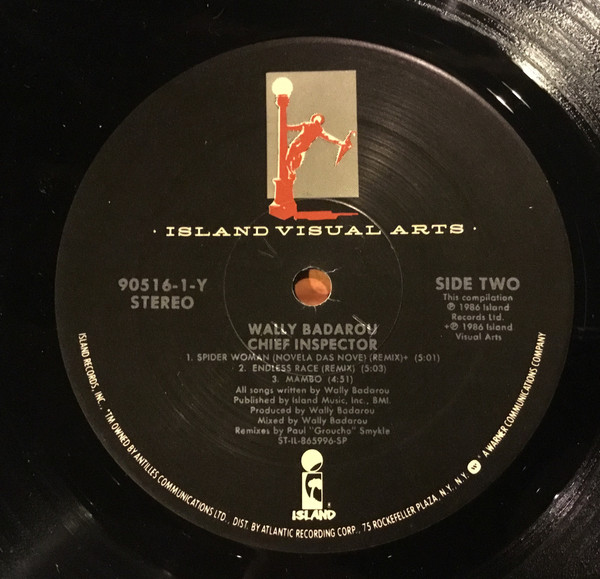 · ISLAND VISUAL ARTS ·
90516-1-Y
STEREO
SIDE TWO
This compilation
℗ 1986 Island
Records Ltd.
+℗ 1986 Island
Visual Arts
WALLY BADAROU
CHIEF INSPECTOR
1. SPIDER WOMAN (NOVELA DAS NOVE) (REMIX)+ (5:01)
2. ENDLESS RACE (REMIX) (5:03)
3. MAMBO (4:51)
All songs written by Wally Badarou
Published by Island Music, Inc., BMI.
Produced by Wally Badarou
Mixed by Wally Badarou
Remixes by Paul "Groucho" Smykle
ST-IL-865996-SP
ISLAND
ISLAND RECORDS, INC., *TM OWNED BY ANTILLES COMMUNICATIONS LTD., DIST. BY ATLANTIC RECORDING CORP., 75 ROCKEFELLER PLAZA, N.Y., N.Y. W A WARNER COMMUNICATIONS COMPANY